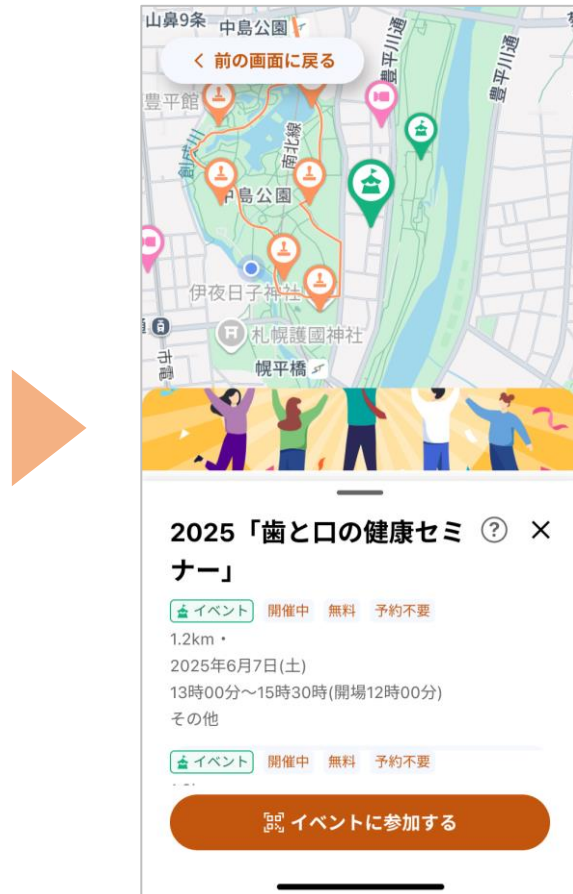 山鼻9条
中島公園
前の画面に戻る
豊平川通
豊平川通
豊平館
創成川
南北線
中島公園
伊夜日子神社
札幌護國神社
市電
幌平橋
2025「歯と口の健康セミ
ナー」
イベント 開催中 無料 予約不要
1.2km・
2025年6月7日(土)
13時00分～15時30時(開場12時00分)
その他
イベント 開催中 無料 予約不要
イベントに参加する